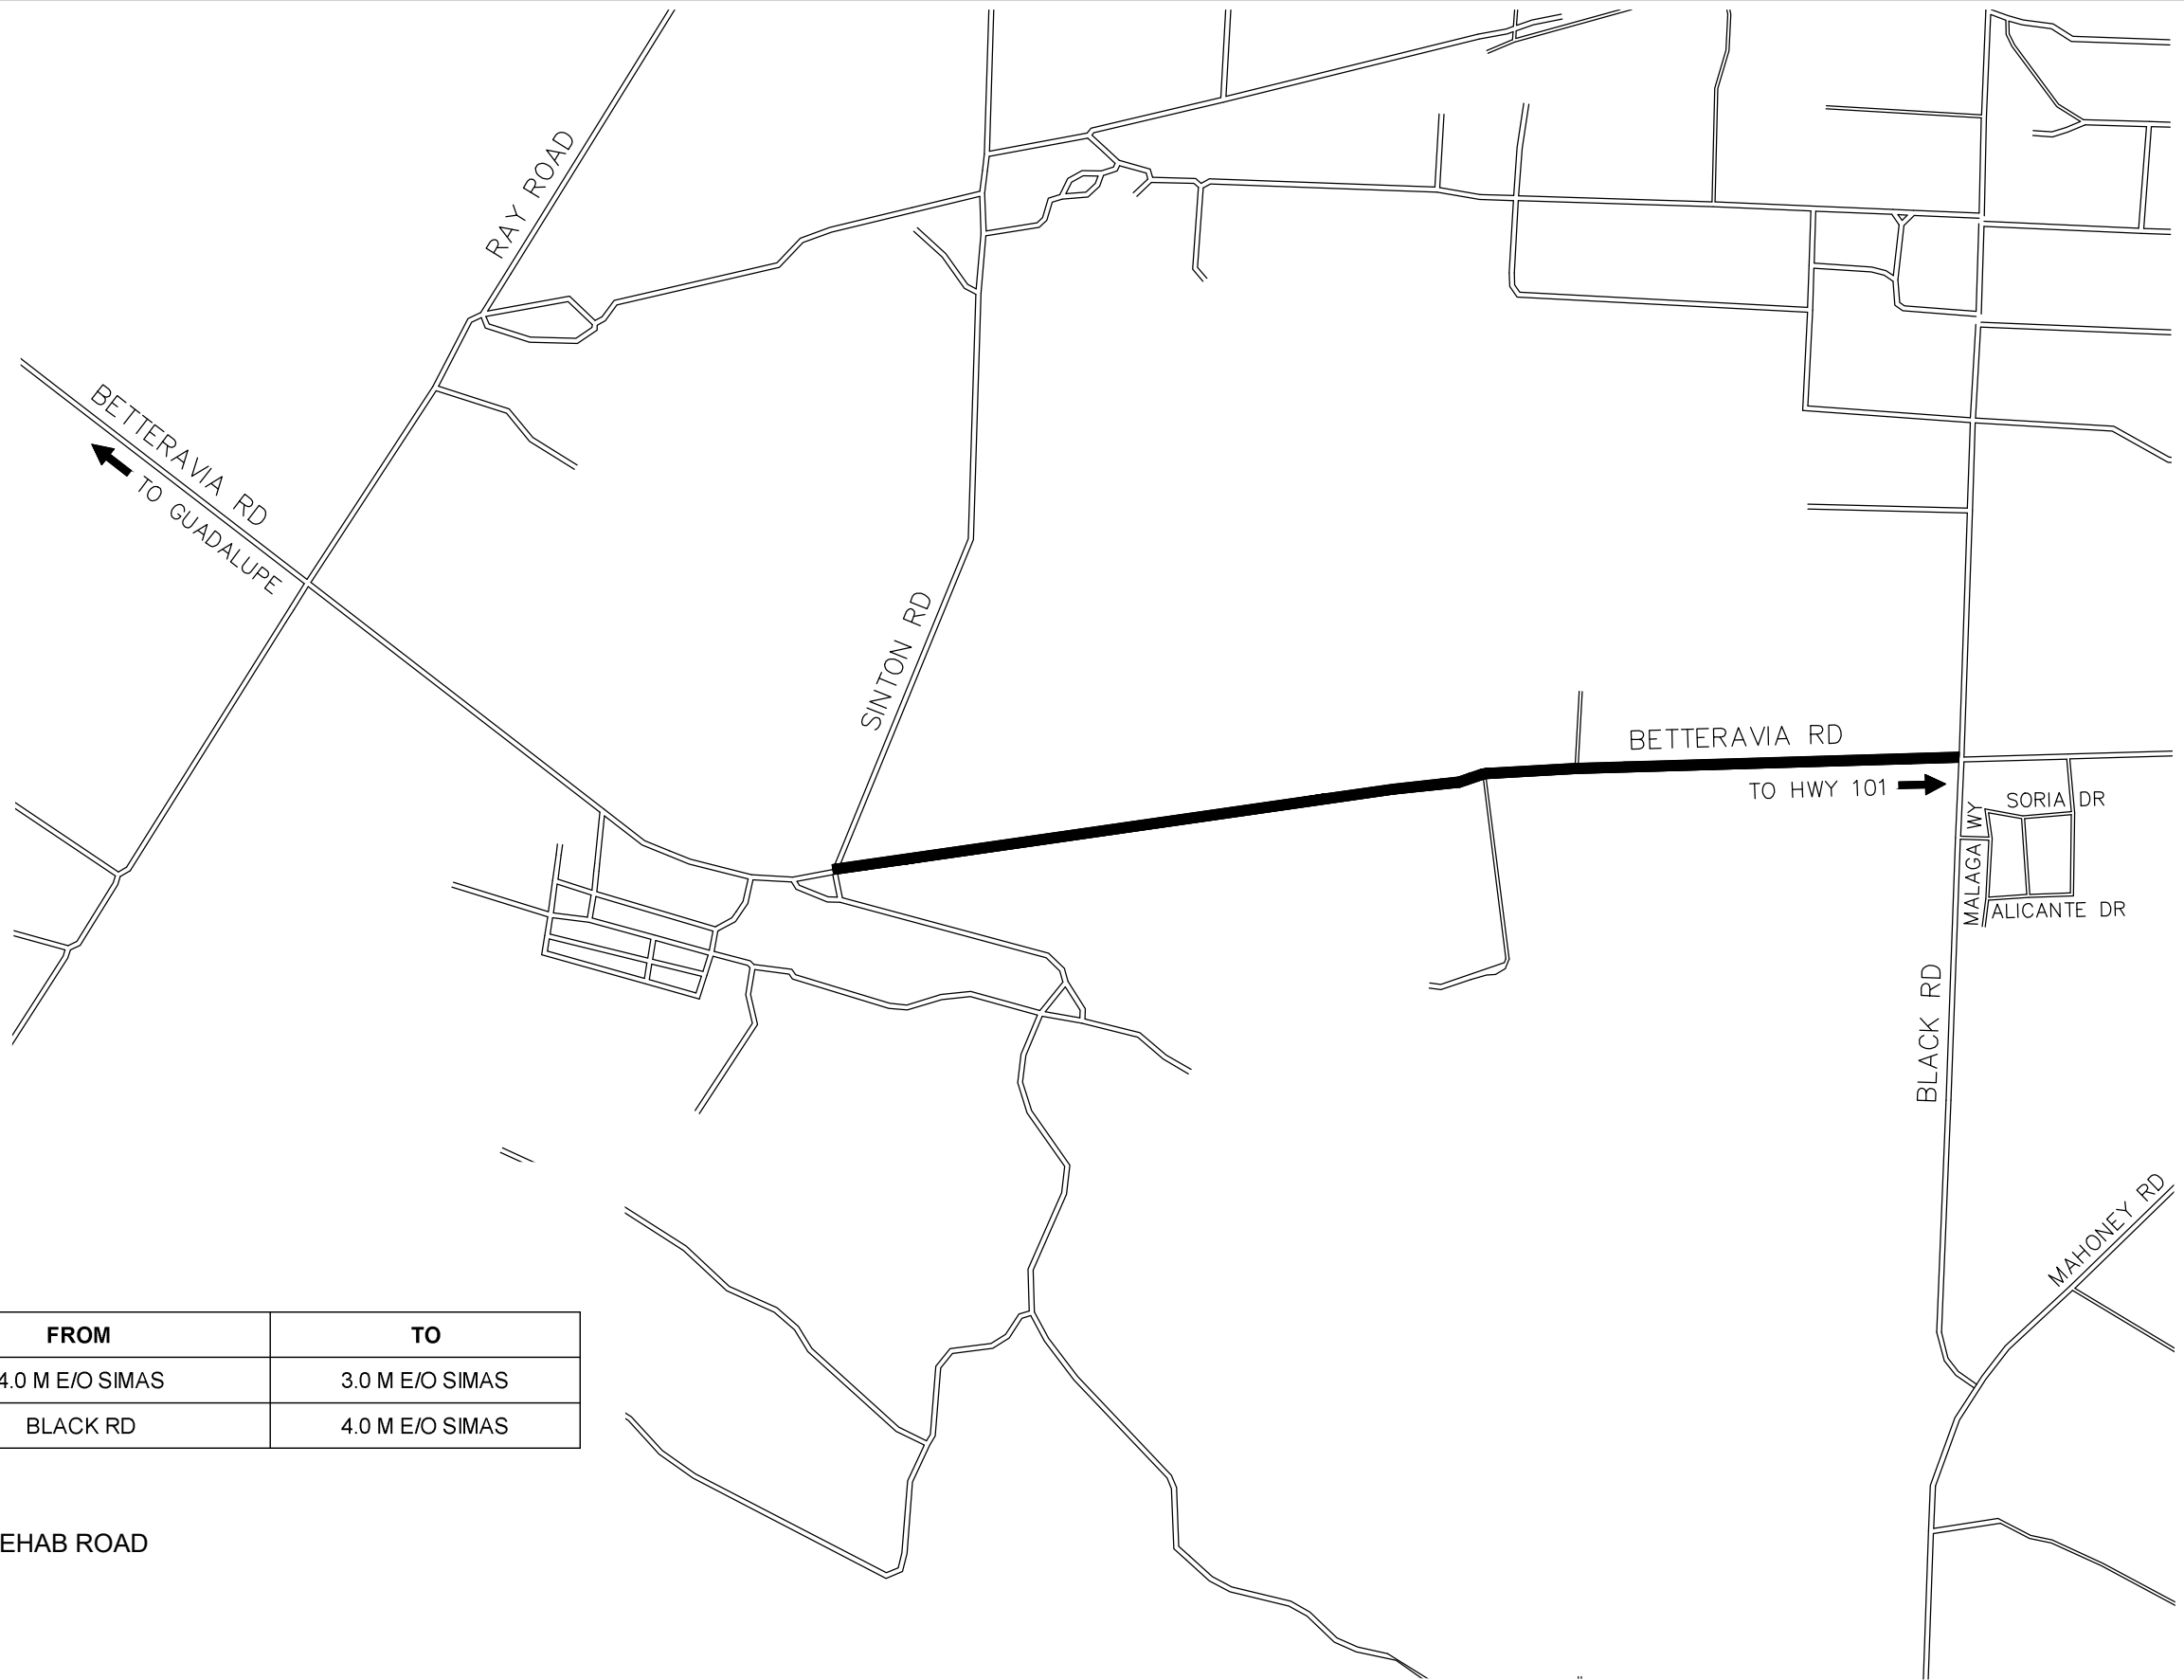 RAY ROAD
BETTERAVIA RD
TO GUADALUPE
SINTON RD
BETTERAVIA RD
TO HWY 101
SORIA DR
MALAGA WY
ALICANTE DR
BLACK RD
MAHONEY RD
FROM TO
4.0 M E/O SIMAS 3.0 M E/O SIMAS
BLACK RD 4.0 M E/O SIMAS
EHAB ROAD